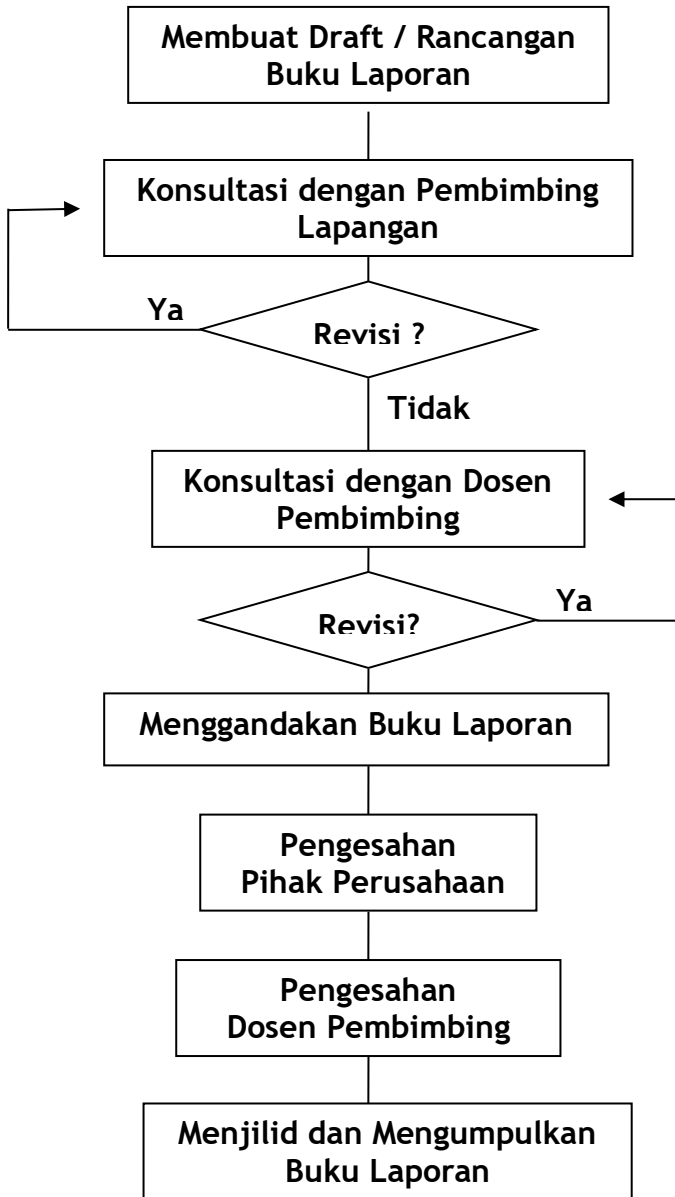 Membuat Draft / Rancangan
Buku Laporan
Konsultasi dengan Pembimbing
Lapangan
Ya
Revisi ?
Tidak
Konsultasi dengan Dosen
Pembimbing
Ya
Revisi?
Menggandakan Buku Laporan
Pengesahan
Pihak Perusahaan
Pengesahan
Dosen Pembimbing
Menjilid dan Mengumpulkan
Buku Laporan